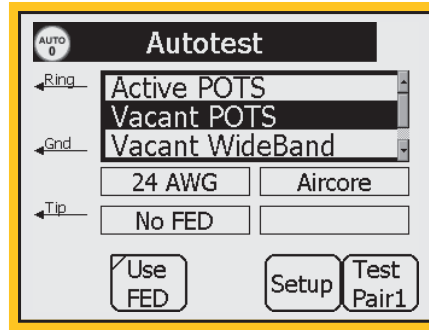 AUTO
0
Autotest
Ring
Active POTS
Vacant POTS
Gnd
Vacant WideBand
24 AWG
Aircore
Tip
No FED
Use
FED
Setup
Test
Pair1